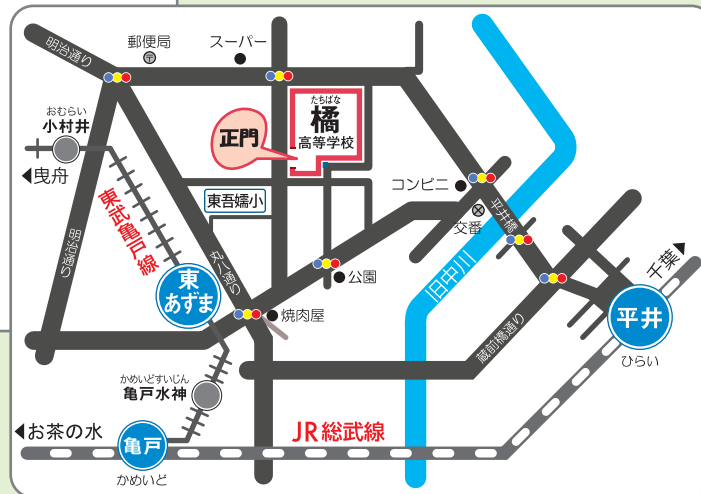 明治通り
郵便局
〒
スーパー
おむらい
小村井
たちばな
橘
高等学校
正門
曳舟
東武亀戸線
東吾嬬小
コンビニ
交番
平井橋
明治通り
東
あずま
丸八通り
公園
焼肉屋
旧中川
千葉
平井
ひらい
蔵前橋通り
かめいどすいじん
亀戸水神
お茶の水
亀戸
かめいど
JR総武線